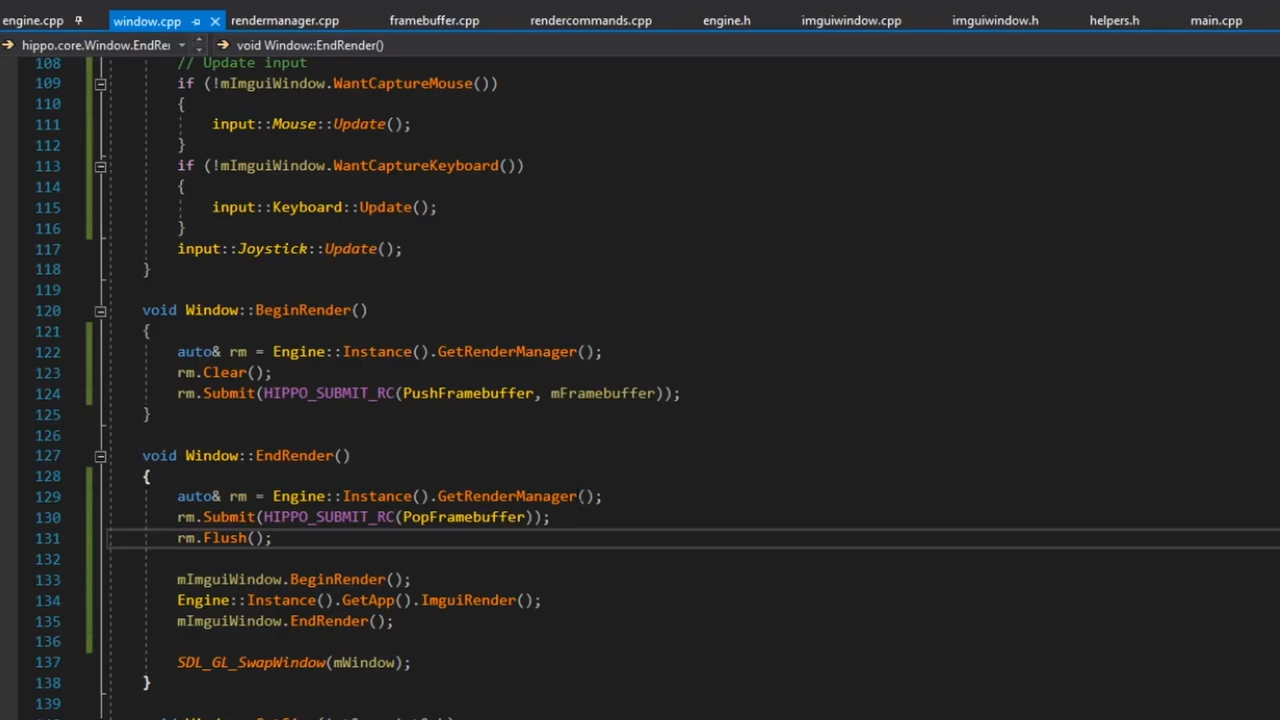 engine.cpp window.cpp rendermanager.cpp framebuffer.cpp rendercommands.cpp engine.h imguiwindow.cpp imguiwindow.h helpers.h main.cpp
hippo.core.Window.EndRe void Window::EndRender()
108 // Update input
109 if (!mImguiWindow.WantCaptureMouse())
110 {
111 input::Mouse::Update();
112 }
113 if (!mImguiWindow.WantCaptureKeyboard())
114 {
115 input::Keyboard::Update();
116 }
117 input::Joystick::Update();
118 }
119
120 void Window::BeginRender()
121 {
122 auto& rm = Engine::Instance().GetRenderManager();
123 rm.Clear();
124 rm.Submit(HIPPO_SUBMIT_RC(PushFramebuffer, mFramebuffer));
125 }
126
127 void Window::EndRender()
128 {
129 auto& rm = Engine::Instance().GetRenderManager();
130 rm.Submit(HIPPO_SUBMIT_RC(PopFramebuffer));
131 rm.Flush();
132
133 mImguiWindow.BeginRender();
134 Engine::Instance().GetApp().ImguiRender();
135 mImguiWindow.EndRender();
136
137 SDL_GL_SwapWindow(mWindow);
138 }
139